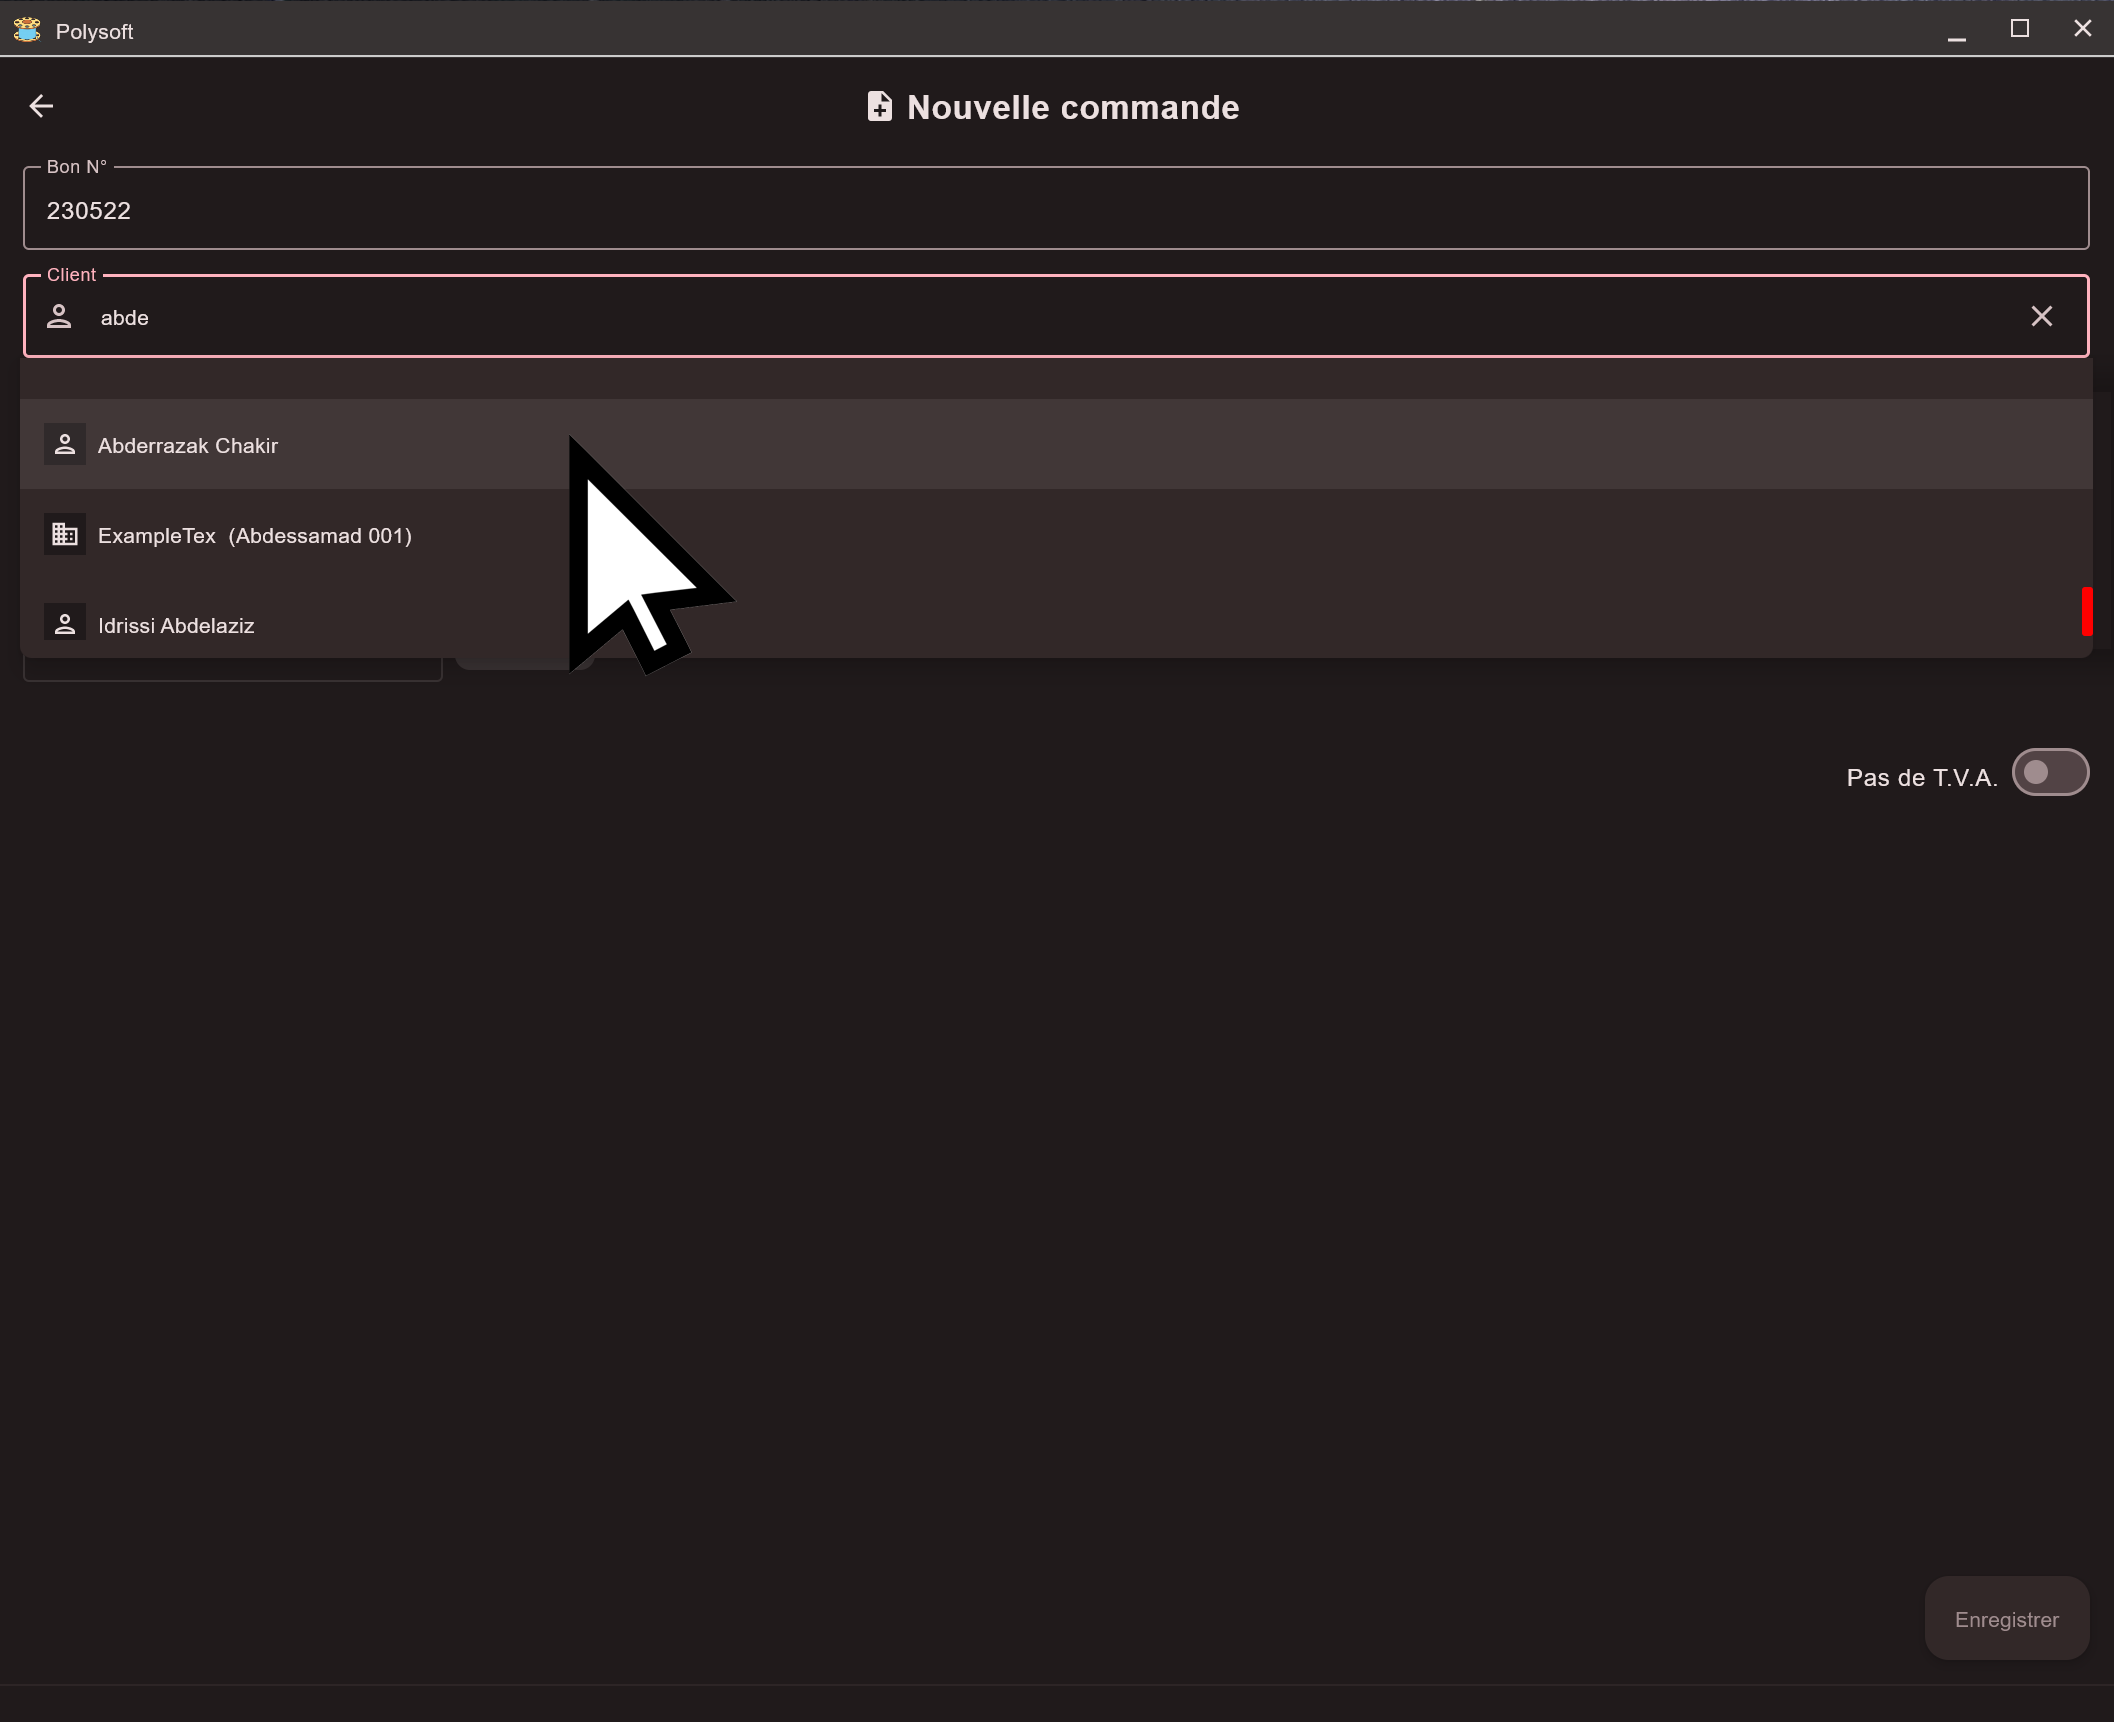 Polysoft
Nouvelle commande
Bon N°
230522
Client
abde
Abderrazak Chakir
ExampleTex (Abdessamad 001)
Idrissi Abdelaziz
Pas de T.V.A.
Enregistrer